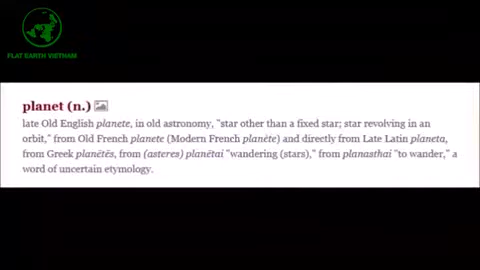 FLAT EARTH VIETNAM
planet (n.)
late Old English planete, in old astronomy, "star other than a fixed star; star revolving in an
orbit," from Old French planete (Modern French planète) and directly from Late Latin planeta,
from Greek planētēs, from (asteres) planētai "wandering (stars)," from planasthai "to wander," a
word of uncertain etymology.